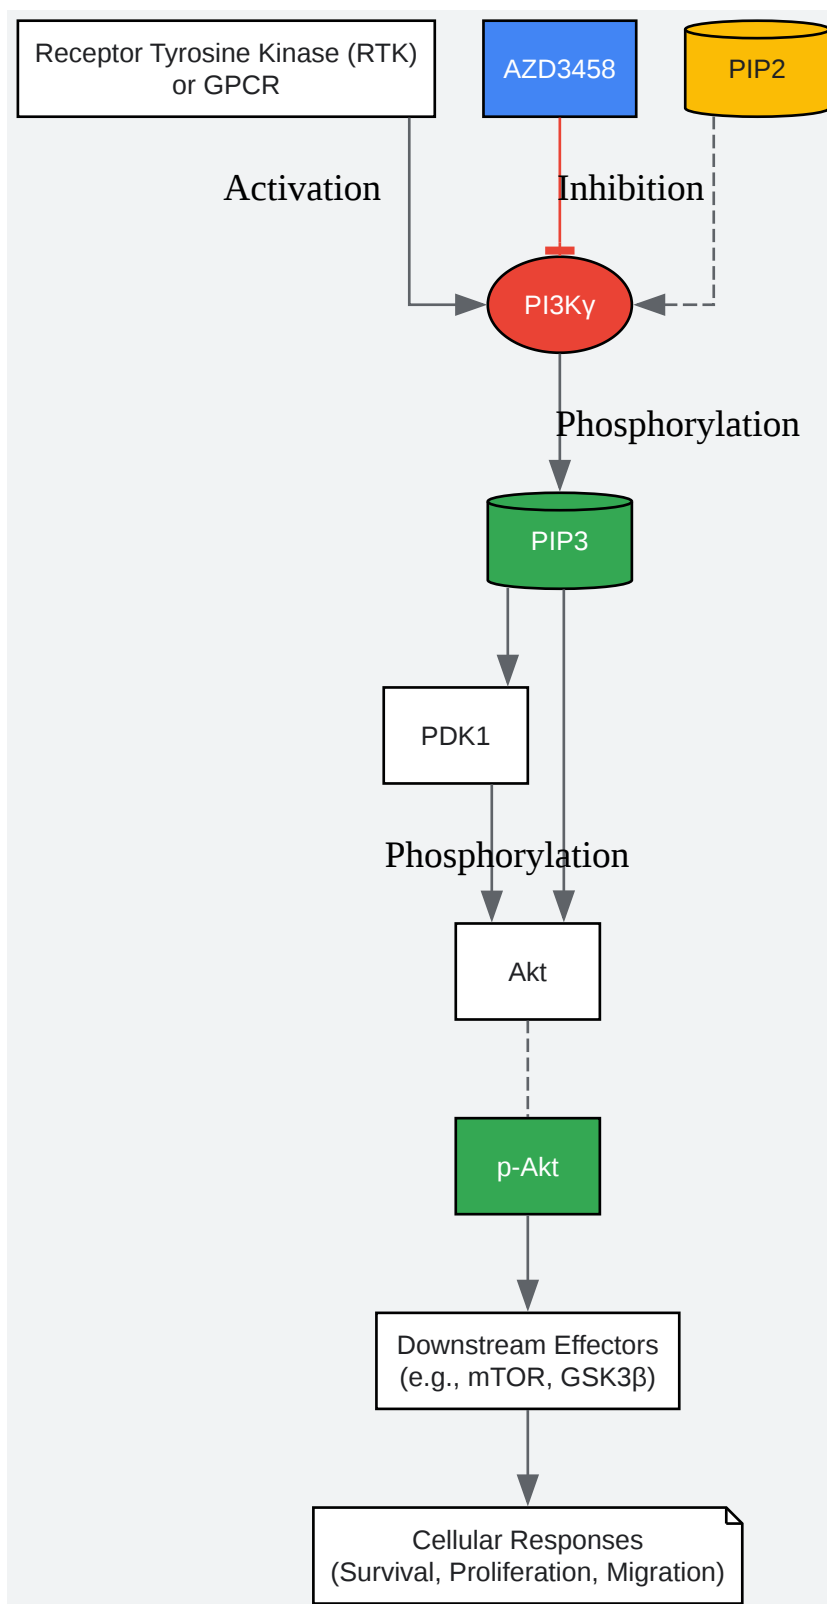 Receptor Tyrosine Kinase (RTK)
or GPCR
AZD3458
PIP2
Activation
Inhibition
PI3Kγ
Phosphorylation
PIP3
PDK1
Phosphorylation
Akt
p-Akt
Downstream Effectors
(e.g., mTOR, GSK3β)
Cellular Responses
(Survival, Proliferation, Migration)